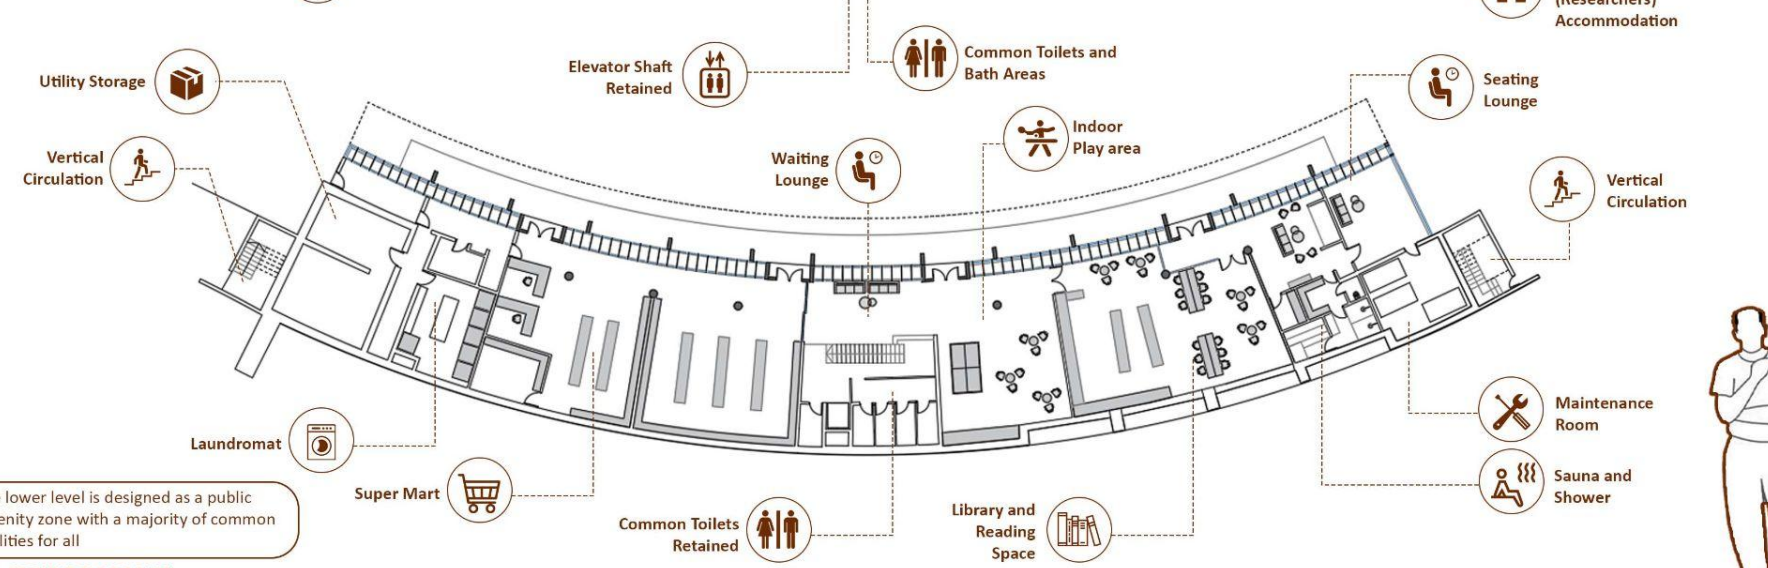 (Researchers)
Accommodation
Elevator Shaft
Retained
Common Toilets and
Bath Areas
Utility Storage
Seating
Lounge
Vertical
Circulation
Waiting
Lounge
Indoor
Play area
Vertical
Circulation
Laundromat
Super Mart
Common Toilets
Retained
Library and
Reading
Space
Maintenance
Room
Sauna and
Shower
lower level is designed as a public
enity zone with a majority of common
lities for all